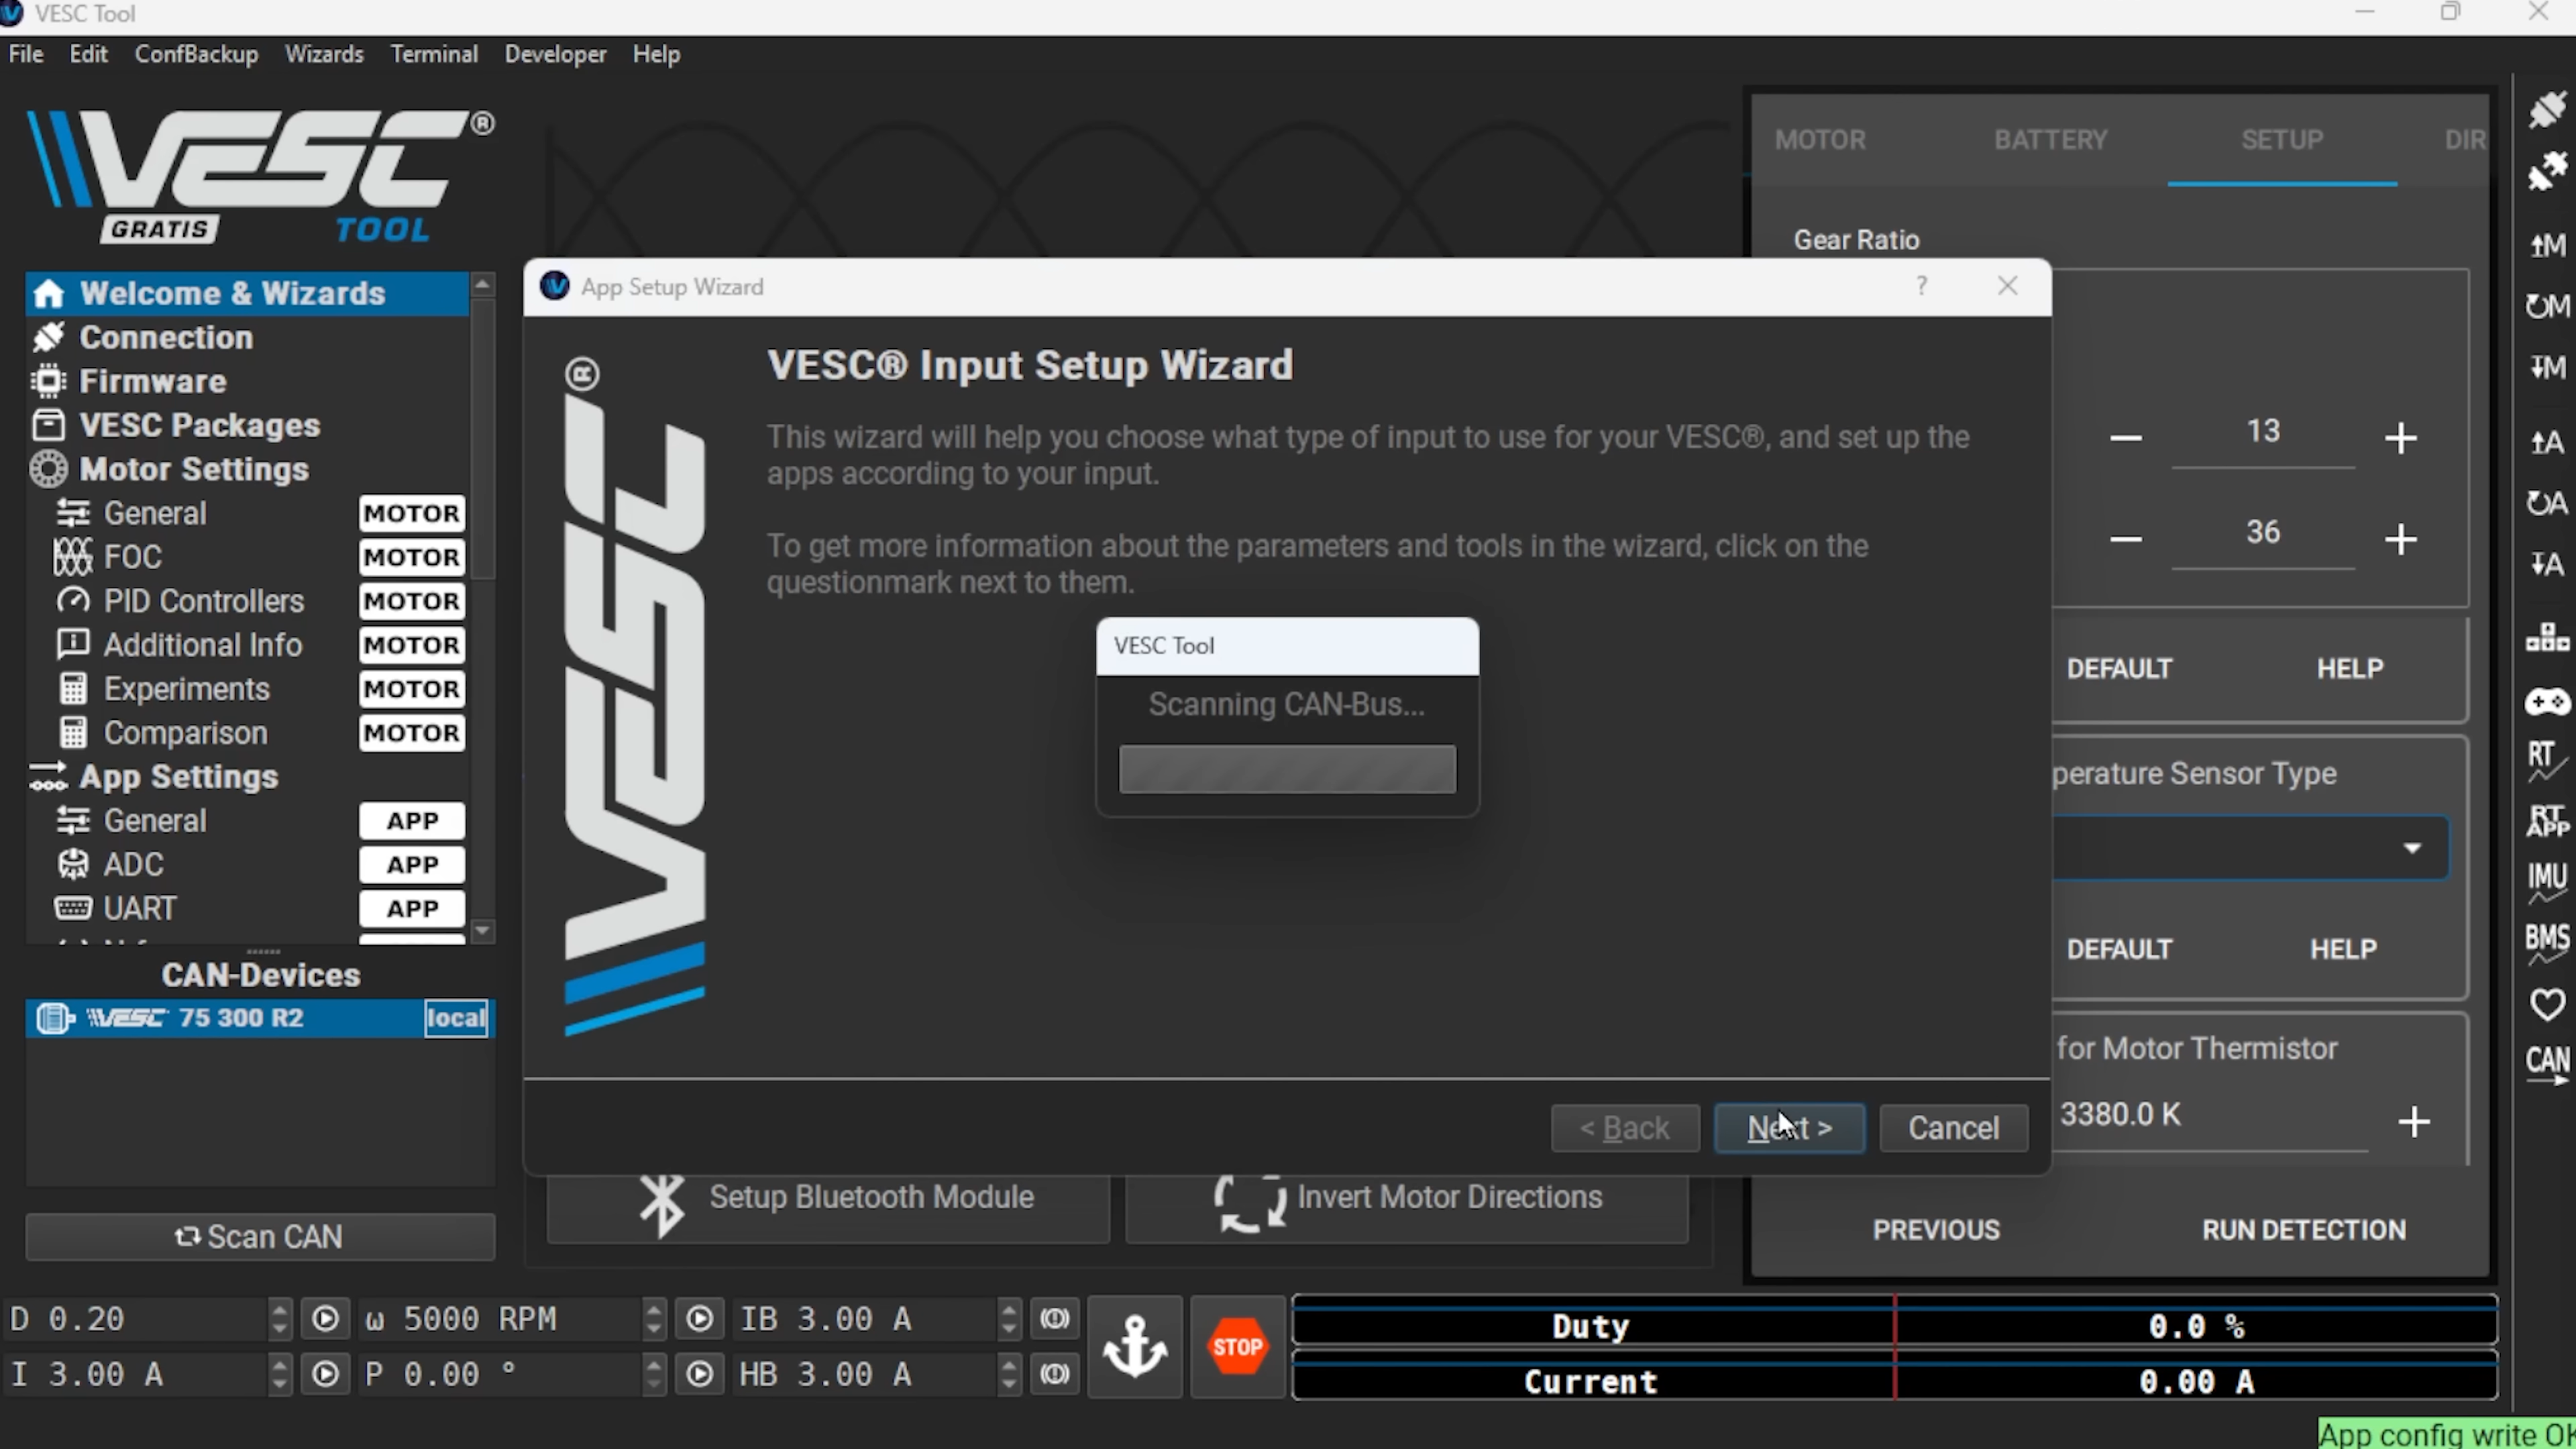 VESC Tool
File Edit ConfBackup Wizards Terminal Developer Help
VESC®
GRATIS TOOL
Welcome & Wizards
Connection
Firmware
VESC Packages
Motor Settings
General MOTOR
FOC MOTOR
PID Controllers MOTOR
Additional Info MOTOR
Experiments MOTOR
Comparison MOTOR
App Settings
General APP
ADC APP
UART APP
CAN-Devices
VESC 75 300 R2 local
Scan CAN
App Setup Wizard ?
VESC®
VESC® Input Setup Wizard
This wizard will help you choose what type of input to use for your VESC®, and set up the
apps according to your input.
To get more information about the parameters and tools in the wizard, click on the
questionmark next to them.
VESC Tool
Scanning CAN-Bus...
< Back Next > Cancel
Setup Bluetooth Module Invert Motor Directions
MOTOR BATTERY SETUP DIR
Gear Ratio
— 13 +
— 36 +
DEFAULT HELP
perature Sensor Type
DEFAULT HELP
for Motor Thermistor
3380.0 K +
PREVIOUS RUN DETECTION
M
M
M
A
A
A
RT
RT
APP
IMU
BMS
CAN
D 0.20 ω 5000 RPM IB 3.00 A
I 3.00 A P 0.00 ° HB 3.00 A
STOP
Duty 0.0 %
Current 0.00 A
App config write